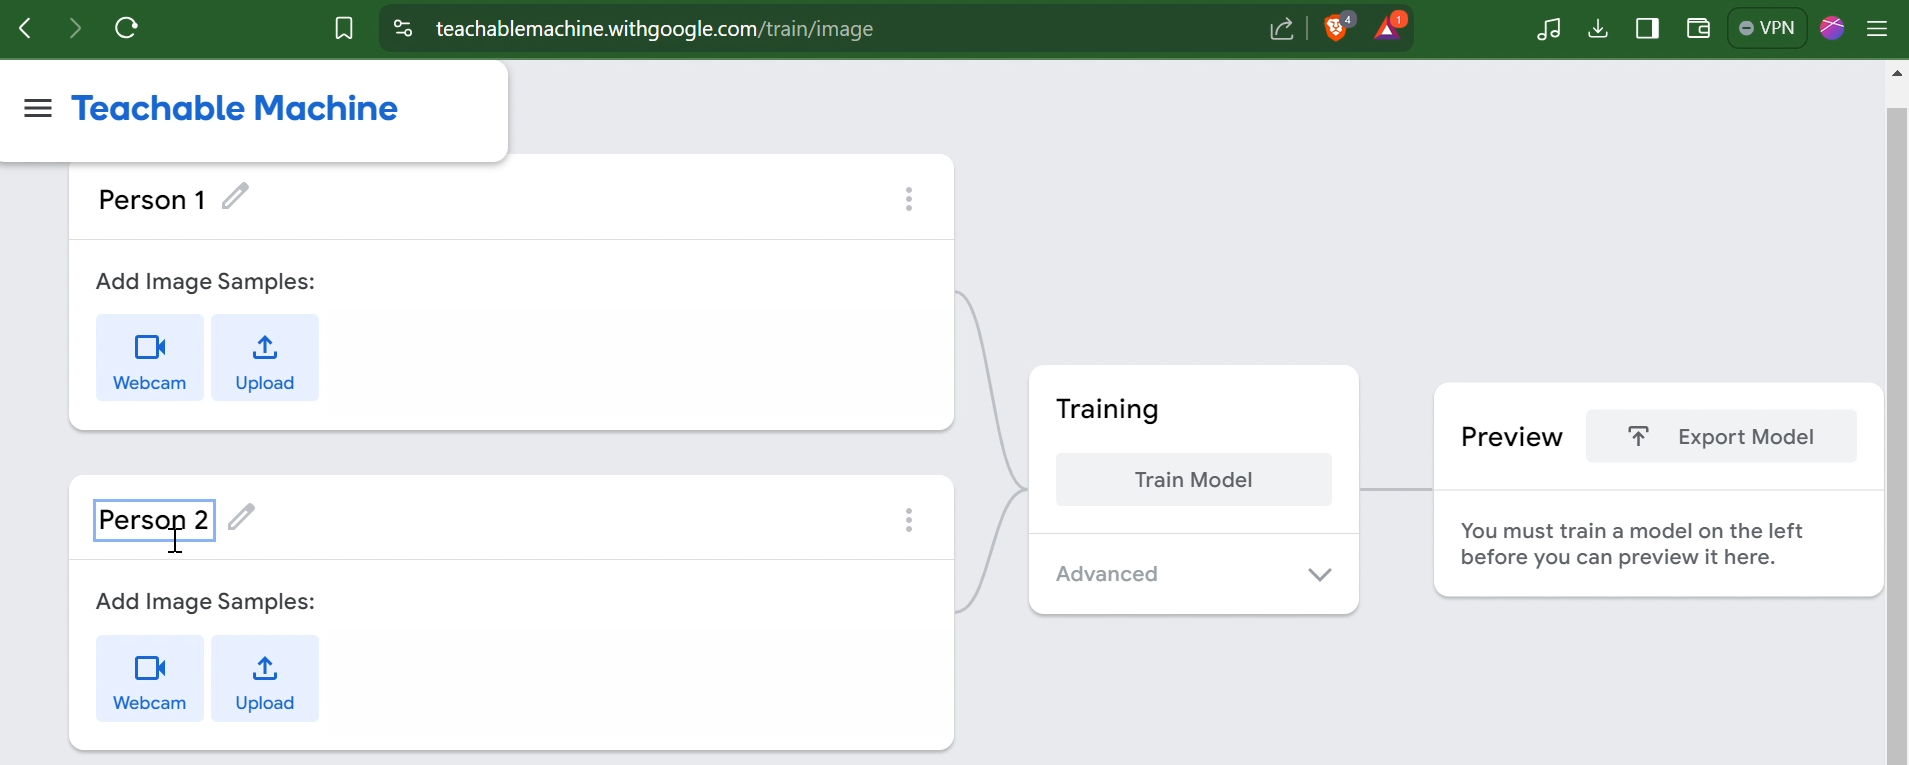 teachablemachine.withgoogle.com/train/image
4
1
VPN
Teachable Machine
Person 1
Add Image Samples:
Webcam
Upload
Person 2
Add Image Samples:
Webcam
Upload
Training
Train Model
Advanced
Preview
Export Model
You must train a model on the left
before you can preview it here.